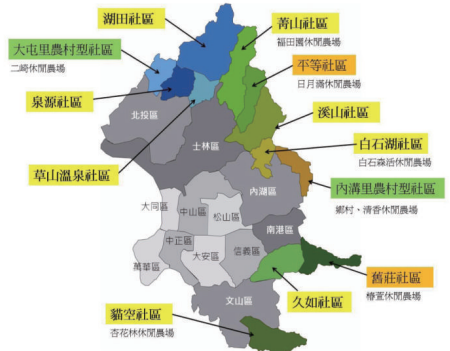 湖田社區
菁山社區
福田園休閒農場
大屯里農村型社區
二崎休閒農場
平等社區
日月滿休閒農場
泉源社區
溪山社區
北投區
士林區
白石湖社區
白石森活休閒農場
草山溫泉社區
內湖區
內溝里農村型社區
鄉村、清香休閒農場
大同區
中山區
松山區
南港區
中正區
信義區
大安區
萬華區
舊莊社區
椿萱休閒農場
文山區
久如社區
貓空社區
杏花林休閒農場